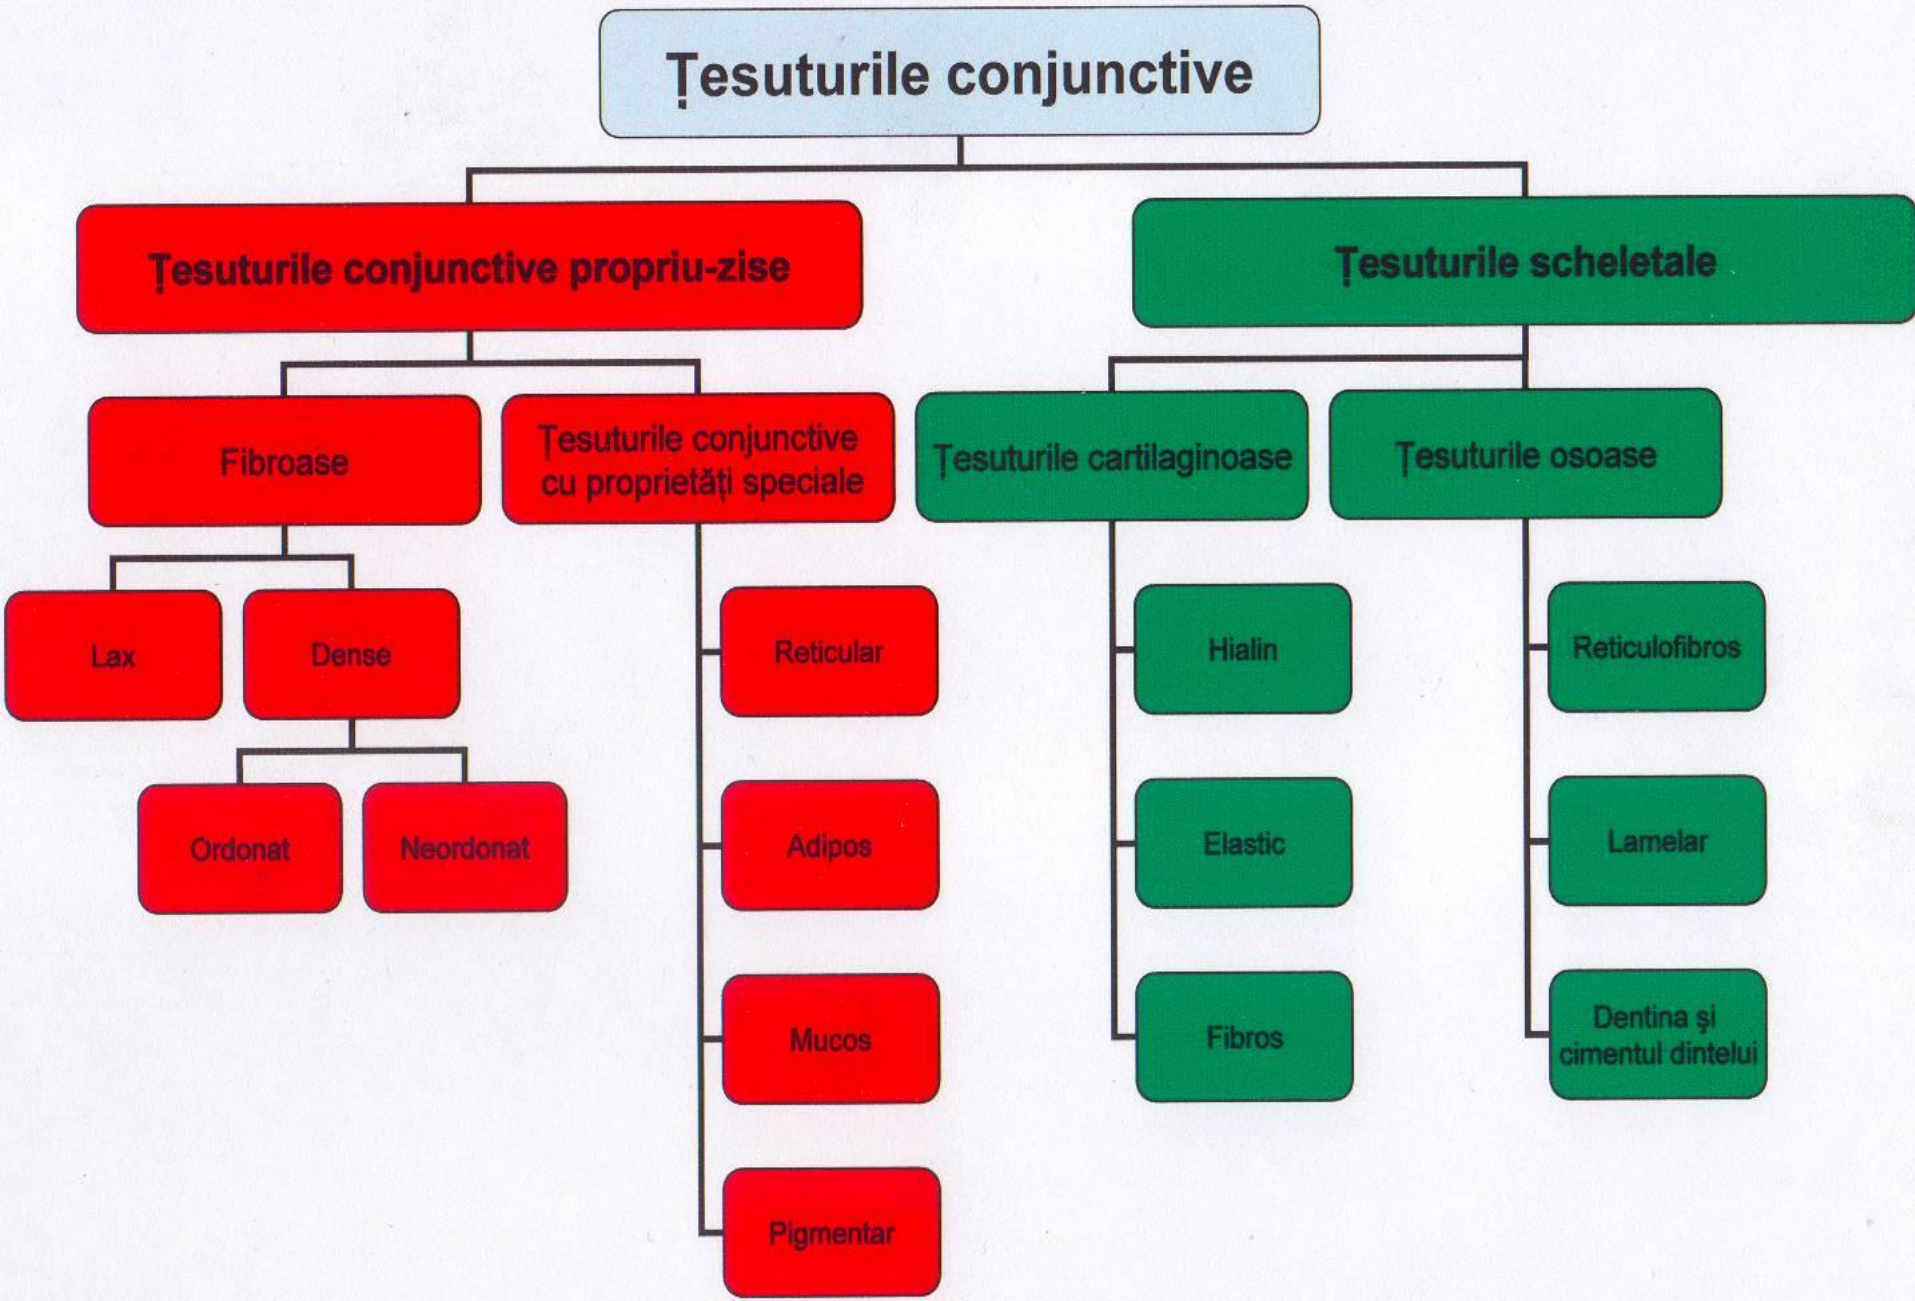 Țesuturile conjunctive
Țesuturile conjunctive propriu-zise
Țesuturile scheletale
Fibroase
Țesuturile conjunctive
cu proprietăți speciale
Țesuturile cartilaginoase
Țesuturile osoase
Lax
Dense
Reticular
Hialin
Reticulofibros
Ordonat
Neordonat
Adipos
Elastic
Lamelar
Mucos
Fibros
Dentina şi
cimentul dintelui
Pigmentar